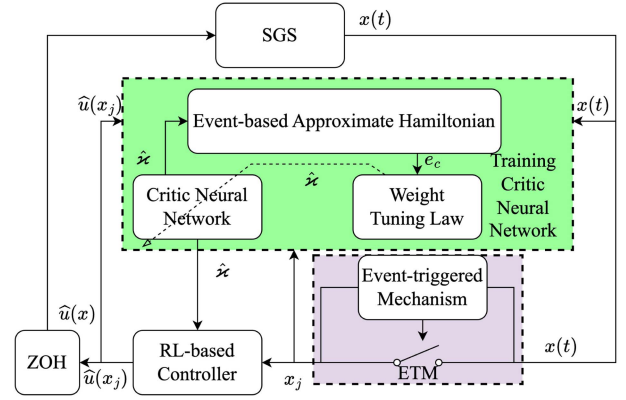 SGS
x(t)
û(x_j)
Event-based Approximate Hamiltonian
x(t)
ϰ̂
e_c
ϰ̂
Training
Critic
Neural
Network
Critic Neural
Network
Weight
Tuning Law
ϰ̂
Event-triggered
Mechanism
û(x)
ZOH
û(x_j)
RL-based
Controller
x_j
ETM
x(t)